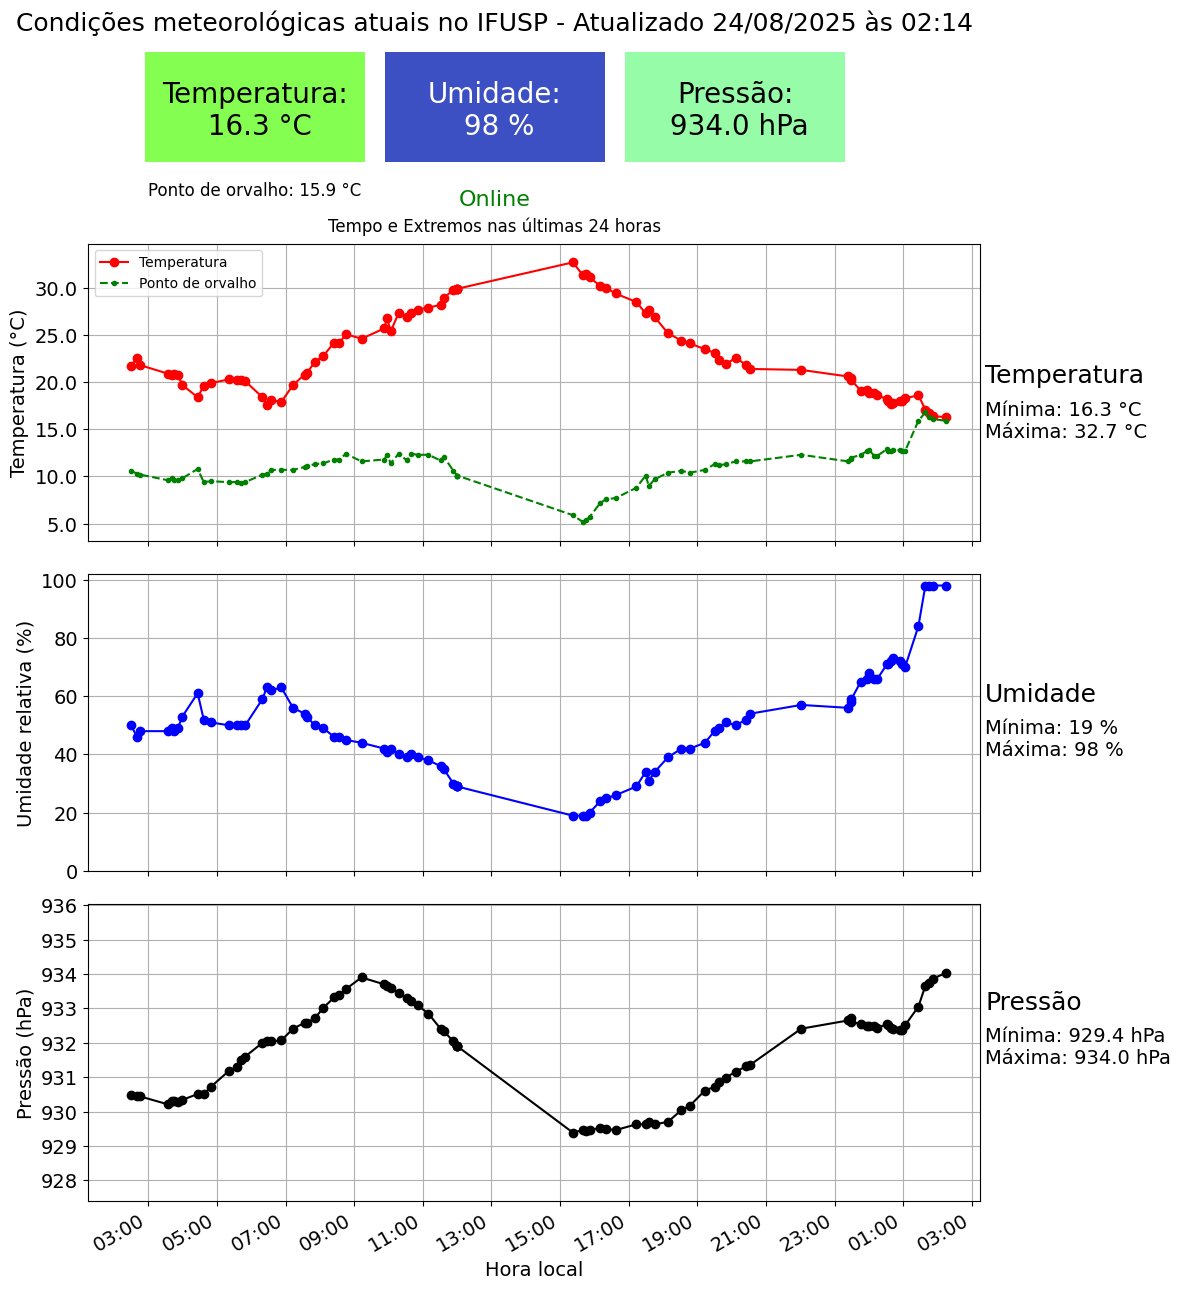 Condições meteorológicas atuais no IFUSP - Atualizado 24/08/2025 às 02:14
Temperatura:
16.3 °C
Umidade:
98 %
Pressão:
934.0 hPa
Ponto de orvalho: 15.9 °C
Online
Tempo e Extremos nas últimas 24 horas
Temperatura
Ponto de orvalho
Temperatura (°C)
30.0
25.0
20.0
15.0
10.0
5.0
Temperatura
Mínima: 16.3 °C
Máxima: 32.7 °C
Umidade relativa (%)
100
80
60
40
20
0
Umidade
Mínima: 19 %
Máxima: 98 %
Pressão (hPa)
936
935
934
933
932
931
930
929
928
Pressão
Mínima: 929.4 hPa
Máxima: 934.0 hPa
03:00 05:00 07:00 09:00 11:00 13:00 15:00 17:00 19:00 21:00 23:00 01:00 03:00
Hora local